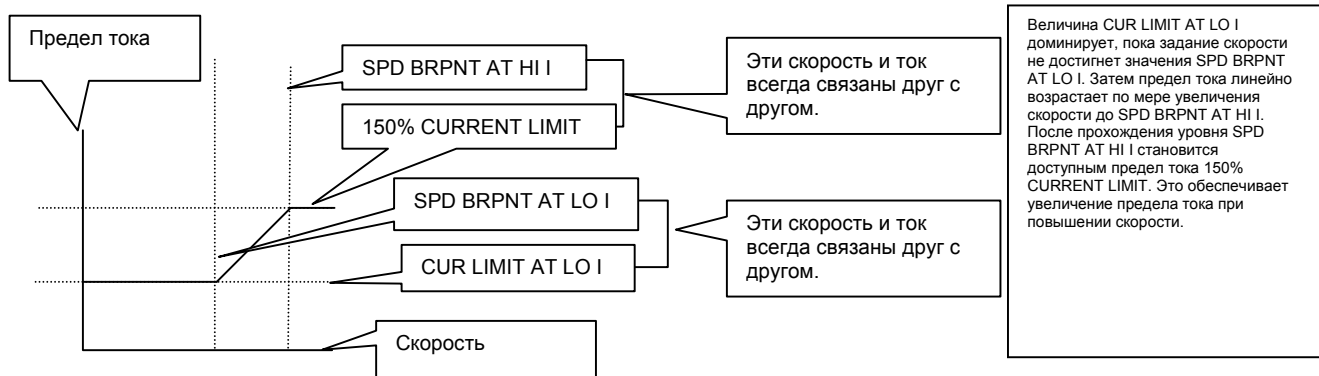 Предел тока
SPD BRPNT AT HI I
150% CURRENT LIMIT
SPD BRPNT AT LO I
CUR LIMIT AT LO I
Скорость
Эти скорость и ток
всегда связаны друг с
другом.
Эти скорость и ток
всегда связаны друг с
другом.
Величина CUR LIMIT AT LO I
доминирует, пока задание скорости
не достигнет значения SPD BRPNT
AT LO I. Затем предел тока линейно
возрастает по мере увеличения
скорости до SPD BRPNT AT HI I.
После прохождения уровня SPD
BRPNT AT HI I становится
доступным предел тока 150%
CURRENT LIMIT. Это обеспечивает
увеличение предела тока при
повышении скорости.